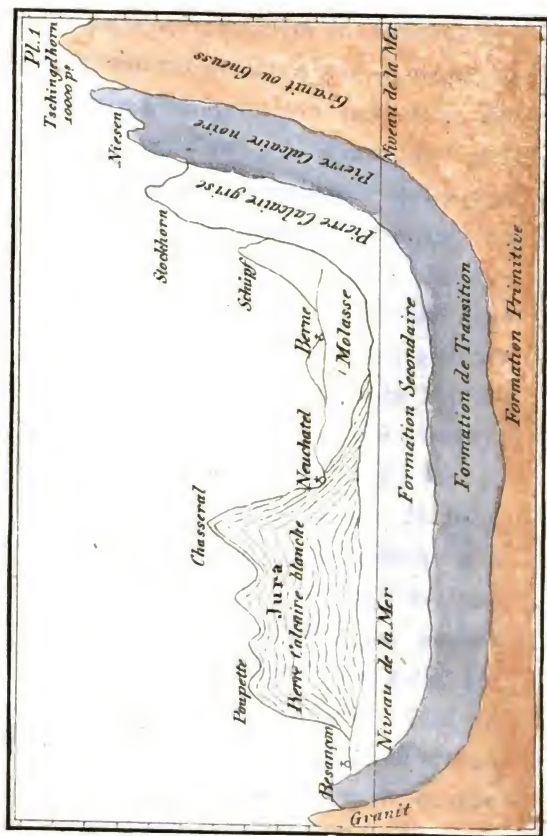 Pl. 1
Tschingelhorn
10000 pᵈˢ
Niesen
Stockhorn
Schüpf
Berne
Neuchatel
Chasseral
Poupette
Besançon
Granit ou Gneuss
Pierre Calcaire noire
Pierre Calcaire grise
Molasse
Jura
Pierre Calcaire blanche
Niveau de la Mer
Niveau de la Mer
Formation Secondaire
Formation de Transition
Formation Primitive
Granit